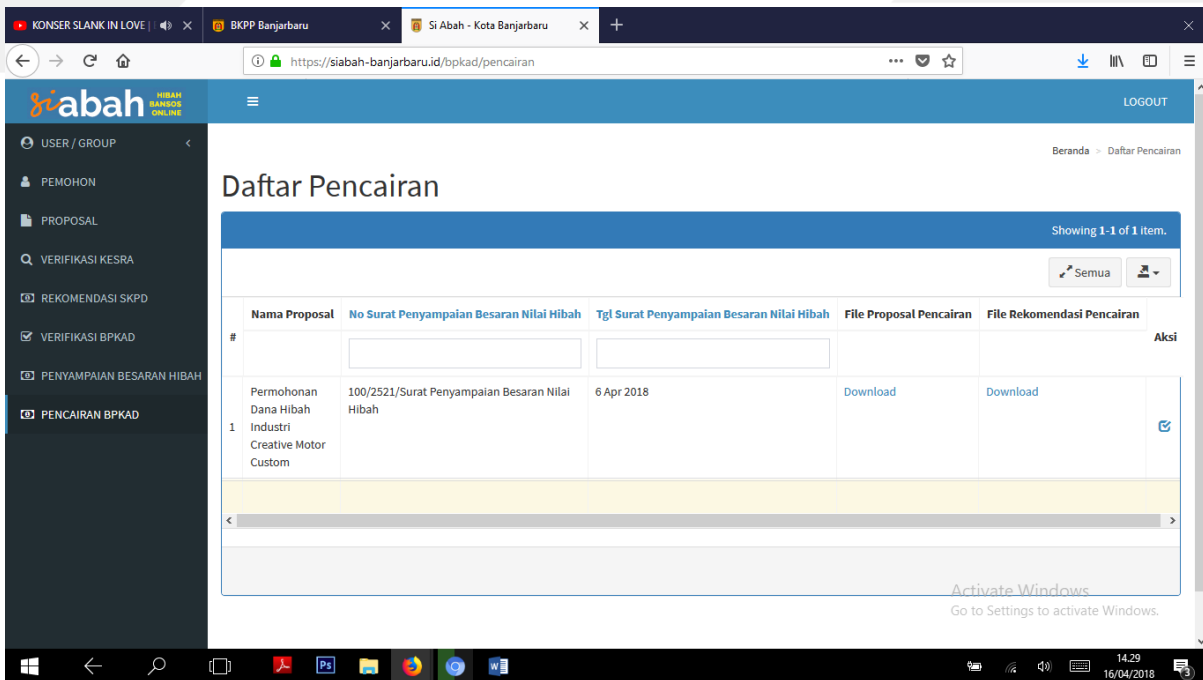 KONSER SLANK IN LOVE |
BKPP Banjarbaru
Si Abah - Kota Banjarbaru
https://siabah-banjarbaru.id/bpkad/pencairan
siabah HIBAH BANSOS ONLINE
LOGOUT
USER / GROUP
PEMOHON
PROPOSAL
VERIFIKASI KESRA
REKOMENDASI SKPD
VERIFIKASI BPKAD
PENYAMPAIAN BESARAN HIBAH
PENCAIRAN BPKAD
Beranda > Daftar Pencairan
Daftar Pencairan
Showing 1-1 of 1 item.
Semua
# Nama Proposal No Surat Penyampaian Besaran Nilai Hibah Tgl Surat Penyampaian Besaran Nilai Hibah File Proposal Pencairan File Rekomendasi Pencairan Aksi
1 Permohonan 100/2521/Surat Penyampaian Besaran Nilai 6 Apr 2018 Download Download
Dana Hibah Hibah
Industri
Creative Motor
Custom
Activate Windows
Go to Settings to activate Windows.
Ps
14.29
16/04/2018
3